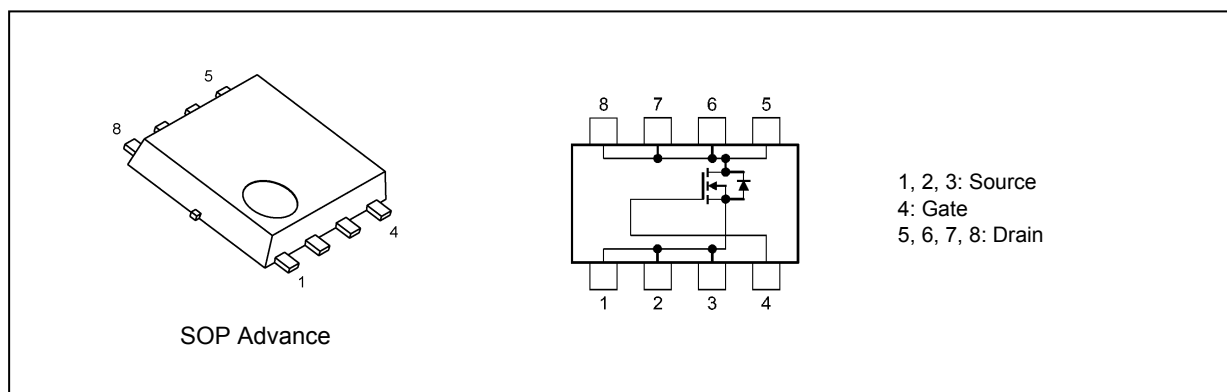 5
8
4
1
SOP Advance
8 7 6 5
1 2 3 4
1, 2, 3: Source
4: Gate
5, 6, 7, 8: Drain